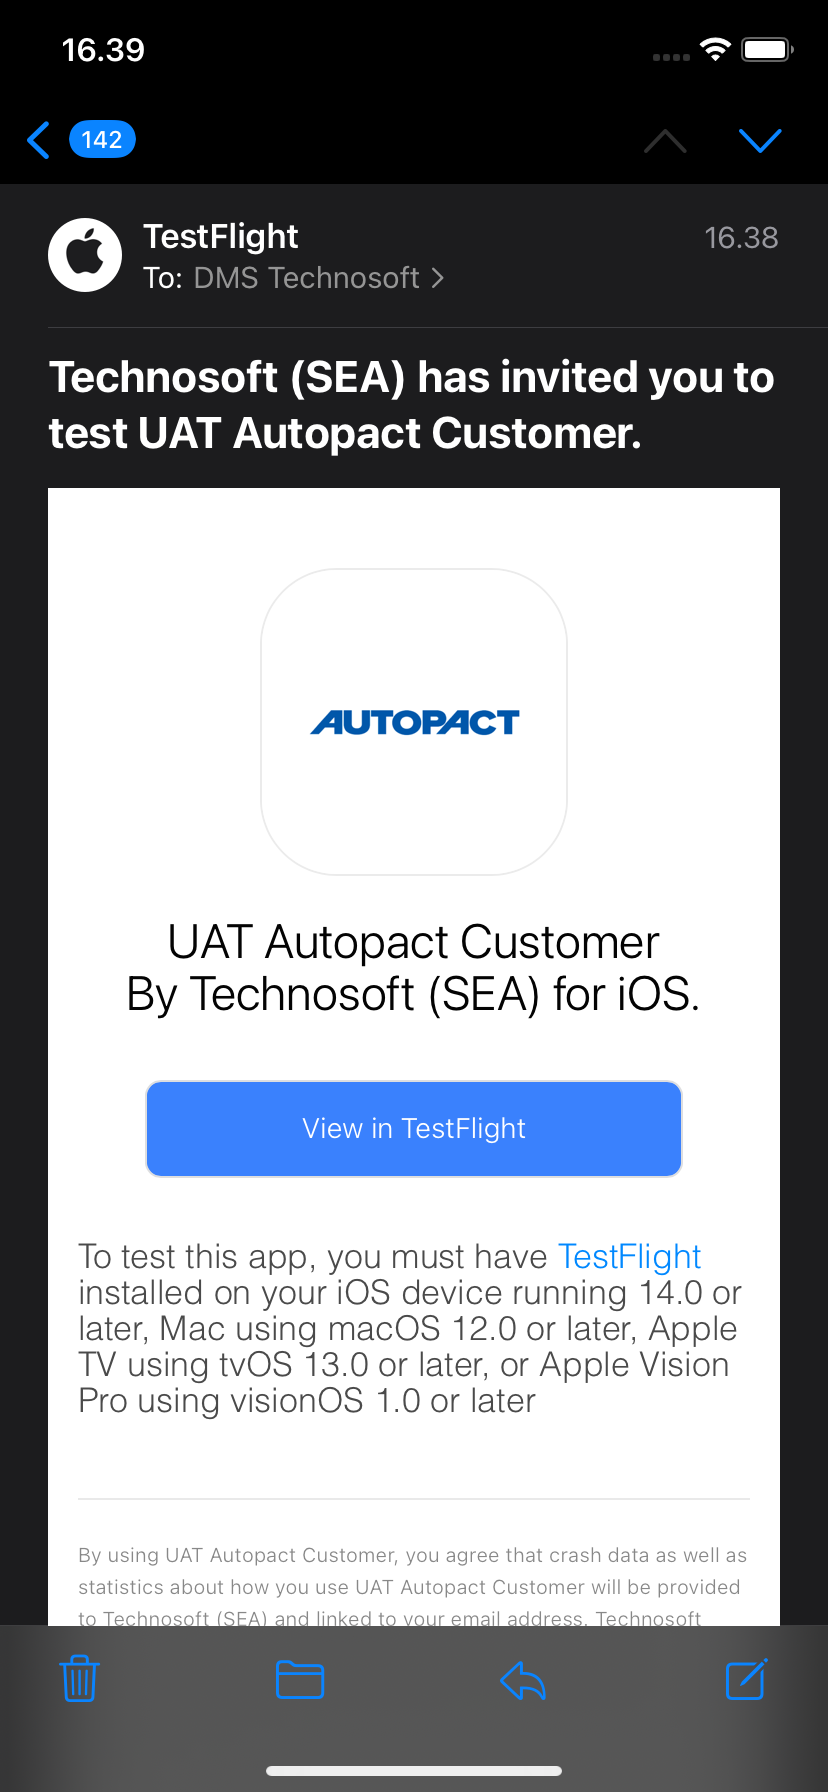 16.39
142
TestFlight
16.38
To: DMS Technosoft
Technosoft (SEA) has invited you to
test UAT Autopact Customer.
AUTOPACT
UAT Autopact Customer
By Technosoft (SEA) for iOS.
View in TestFlight
To test this app, you must have TestFlight
installed on your iOS device running 14.0 or
later, Mac using macOS 12.0 or later, Apple
TV using tvOS 13.0 or later, or Apple Vision
Pro using visionOS 1.0 or later
By using UAT Autopact Customer, you agree that crash data as well as
statistics about how you use UAT Autopact Customer will be provided
to Technosoft (SEA) and linked to your email address. Technosoft